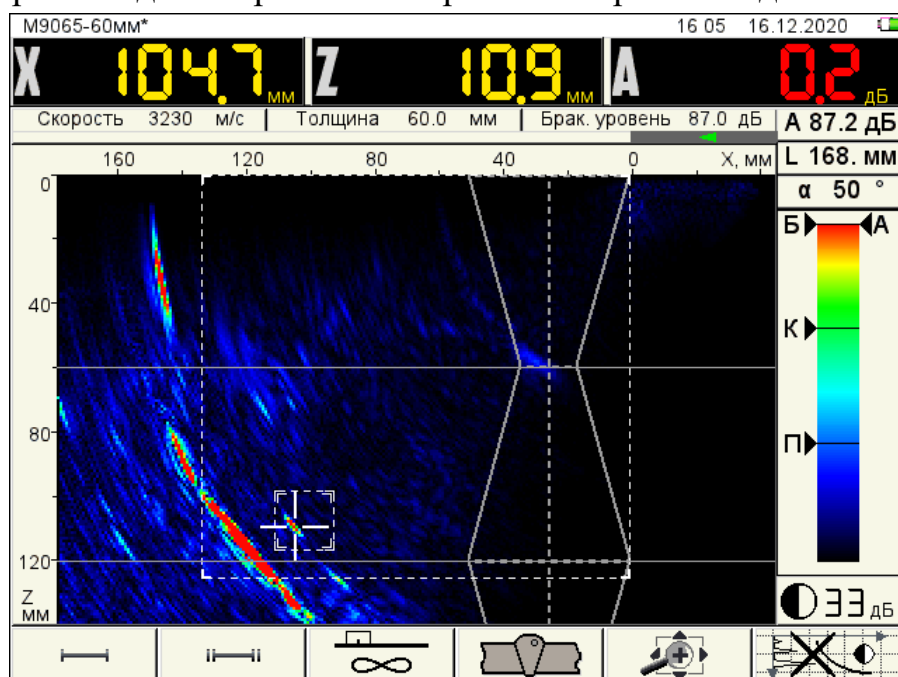 М9065-60мм* 16 05 16.12.2020
X 104.7 мм Z 10.9 мм A 0.2 дБ
Скорость 3230 м/с Толщина 60.0 мм Брак. уровень 87.0 дБ A 87.2 дБ
160 120 80 40 0 X, мм L 168. мм
α 50 °
0
Б А
40
К
80
П
120
Z
мм
33 дБ